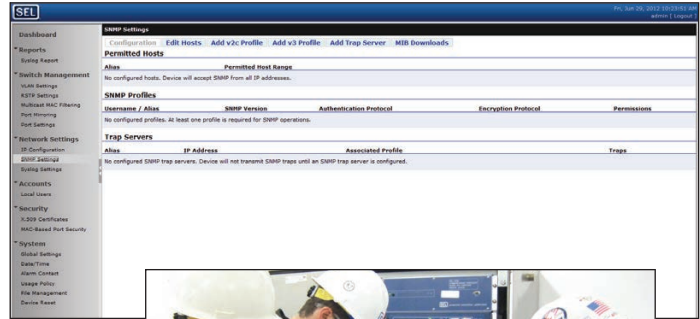 SEL
Fri, Jun 29, 2012 10:23:51 AM
admin [ Logout ]
Dashboard
Reports
Syslog Report
Switch Management
VLAN Settings
RSTP Settings
Multicast MAC Filtering
Port Mirroring
Port Settings
Network Settings
IP Configuration
SNMP Settings
Syslog Settings
Accounts
Local Users
Security
X.509 Certificates
MAC-Based Port Security
System
Global Settings
Date/Time
Alarm Contact
Usage Policy
File Management
Device Reset
SNMP Settings
Configuration Edit Hosts Add v2c Profile Add v3 Profile Add Trap Server MIB Downloads
Permitted Hosts
Alias Permitted Host Range
No configured hosts. Device will accept SNMP from all IP addresses.
SNMP Profiles
Username / Alias SNMP Version Authentication Protocol Encryption Protocol Permissions
No configured profiles. At least one profile is required for SNMP operations.
Trap Servers
Alias IP Address Associated Profile Traps
No configured SNMP trap servers. Device will not transmit SNMP traps until an SNMP trap server is configured.
SEL